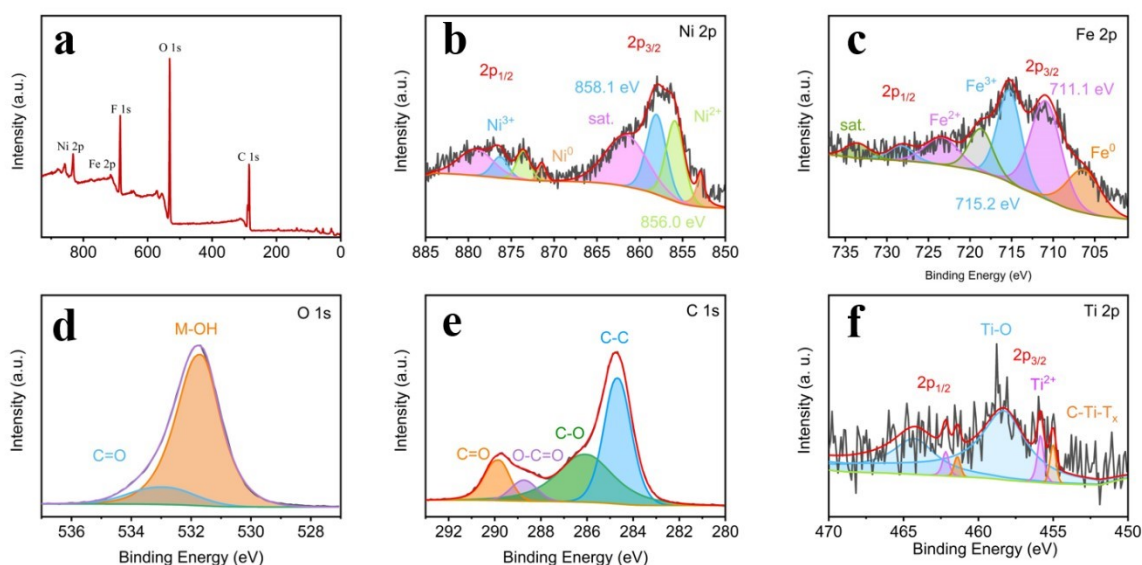 a
O 1s
F 1s
Ni 2p
Fe 2p
C 1s
Intensity (a.u.)
800 600 400 200 0
b
Ni 2p
2p3/2
2p1/2
858.1 eV
Ni3+
sat.
Ni2+
Ni0
856.0 eV
Intensity (a.u.)
885 880 875 870 865 860 855 850
c
Fe 2p
2p3/2
Fe3+
711.1 eV
2p1/2
Fe2+
sat.
Fe0
715.2 eV
Intensity (a.u.)
735 730 725 720 715 710 705
Binding Energy (eV)
d
O 1s
M-OH
C=O
Intensity (a.u.)
536 534 532 530 528
Binding Energy (eV)
e
C 1s
C-C
C-O
C=O
O-C=O
Intensity (a.u.)
292 290 288 286 284 282 280
Binding Energy (eV)
f
Ti 2p
Ti-O
2p3/2
2p1/2
Ti2+
C-Ti-Tx
Intensity (a. u.)
470 465 460 455 450
Binding Energy (eV)